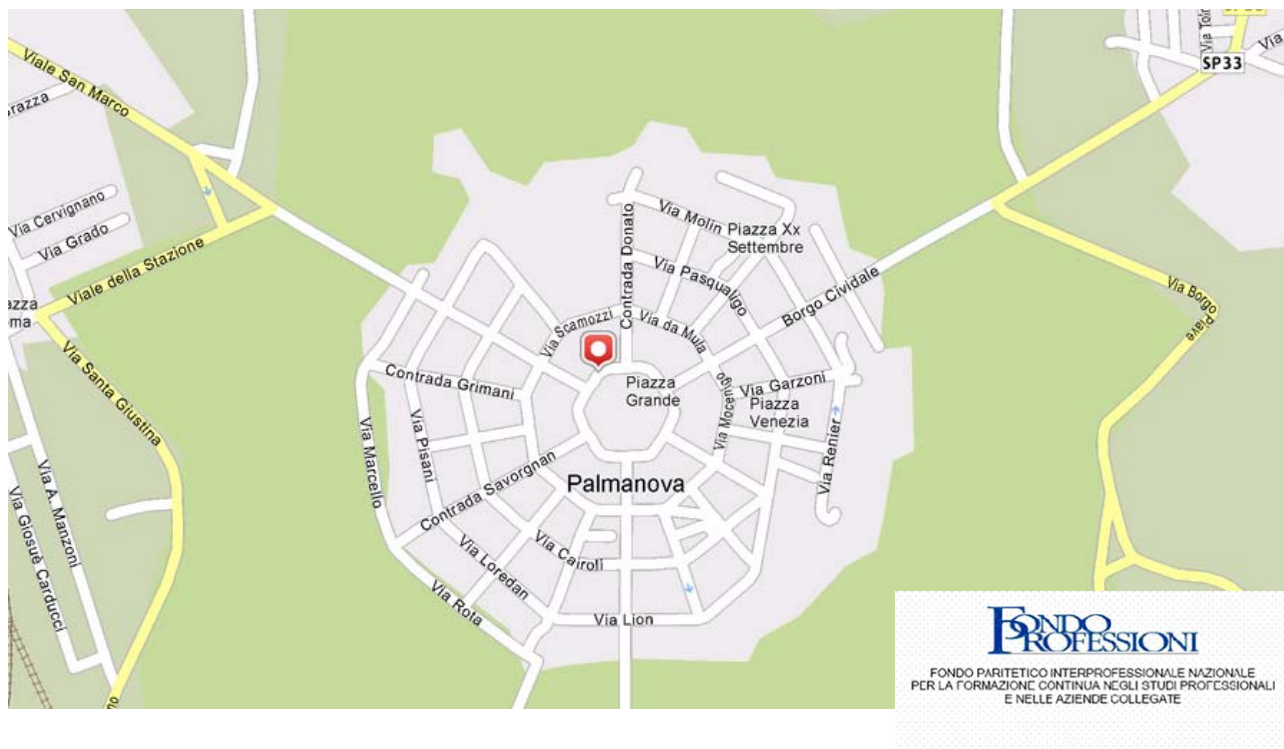 SP33
Viale San Marco
Via Cervignano
Via Grado
Viale della Stazione
Via Santa Giustina
Via A. Manzoni
Via Giosuè Carducci
Via Molin
Piazza Xx
Settembre
Contrada Donato
Via Pasqualigo
Borgo Cividale
Via Borgo
Piave
Via Scamozzi
Via da Mula
Contrada Grimani
Piazza
Grande
Via Mocenigo
Via Garzoni
Piazza
Venezia
Via Renier
Via Marcello
Via Pisani
Contrada Savorgnan
Palmanova
Via Cairoli
Via Loredan
Via Rota
Via Lion
FONDO
PROFESSIONI
FONDO PARITETICO INTERPROFESSIONALE NAZIONALE
PER LA FORMAZIONE CONTINUA NEGLI STUDI PROFESSIONALI
E NELLE AZIENDE COLLEGATE